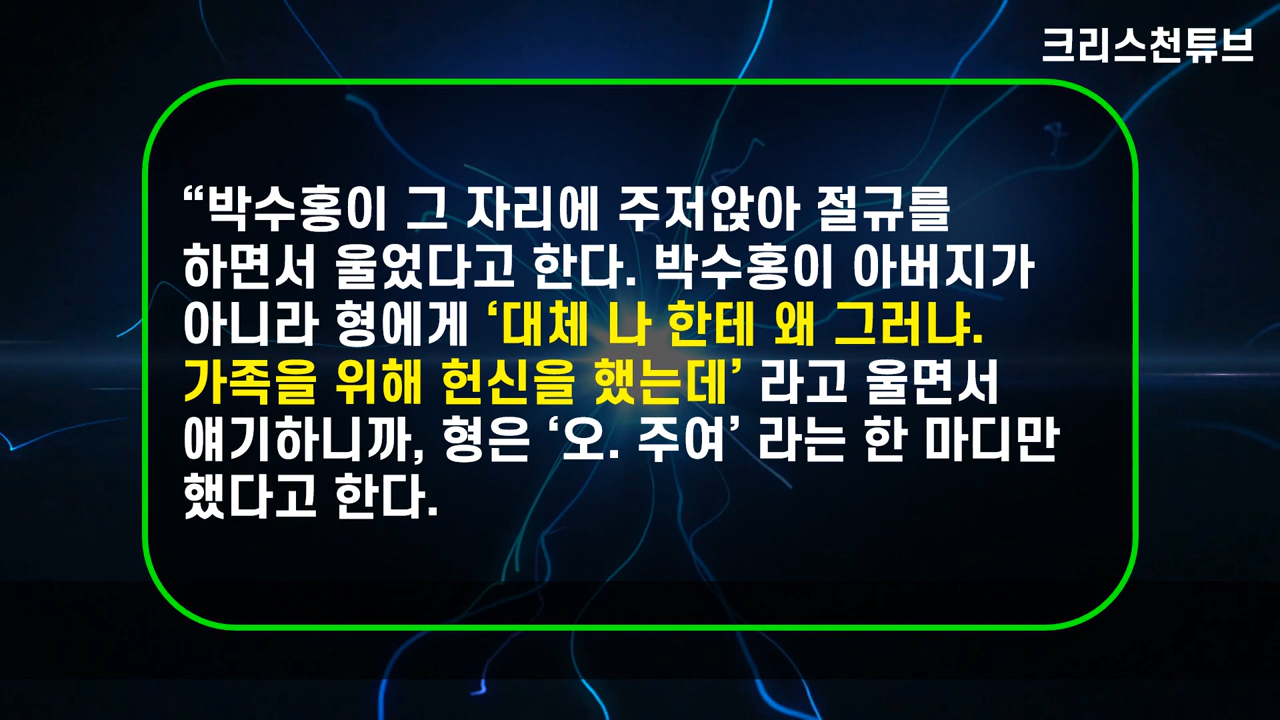 크리스천튜브
“박수홍이 그 자리에 주저앉아 절규를
하면서 울었다고 한다. 박수홍이 아버지가
아니라 형에게 ‘대체 나 한테 왜 그러냐.
가족을 위해 헌신을 했는데’ 라고 울면서
얘기하니까, 형은 ‘오. 주여’ 라는 한 마디만
했다고 한다.